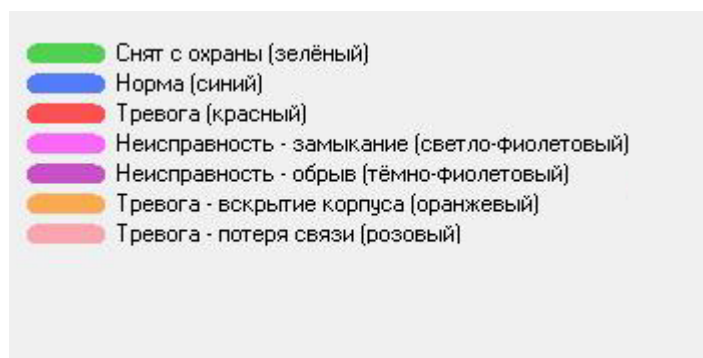 Снят с охраны (зелёный)
Норма (синий)
Тревога (красный)
Неисправность - замыкание (светло-фиолетовый)
Неисправность - обрыв (тёмно-фиолетовый)
Тревога - вскрытие корпуса (оранжевый)
Тревога - потеря связи (розовый)